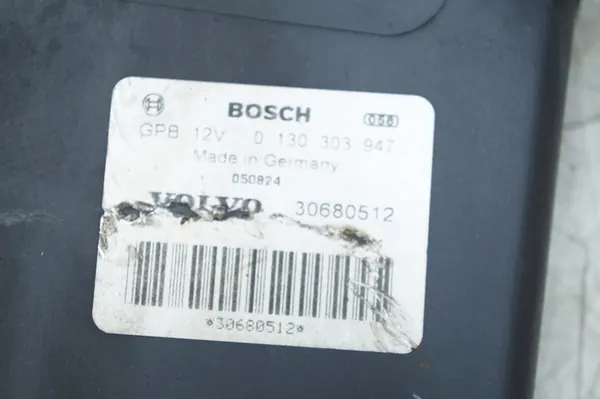 BOSCH
GPB 12V 0 130 303 947
Made in Germany
050824
VOLVO 30680512
*30680512*